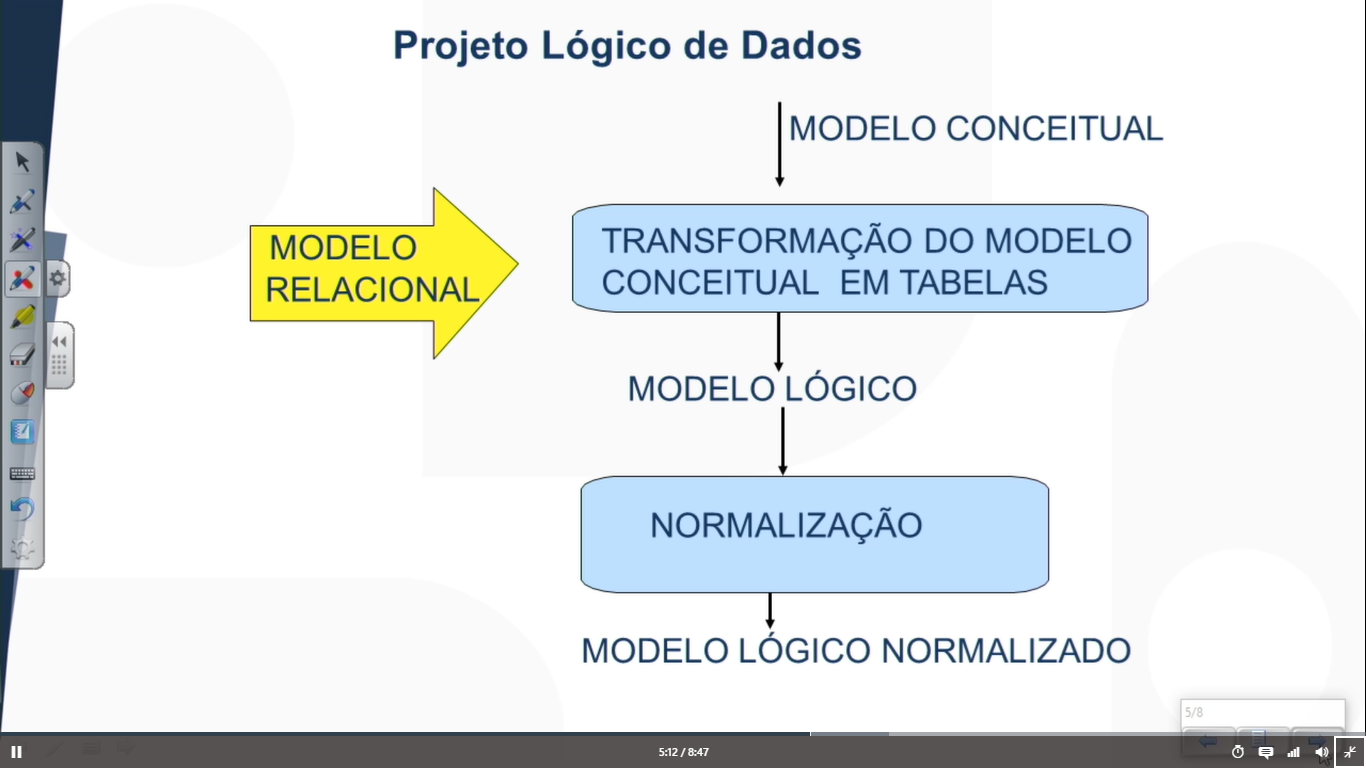 Projeto Lógico de Dados
MODELO CONCEITUAL
MODELO
RELACIONAL
TRANSFORMAÇÃO DO MODELO
CONCEITUAL EM TABELAS
MODELO LÓGICO
NORMALIZAÇÃO
MODELO LÓGICO NORMALIZADO
5/8
5:12 / 8:47